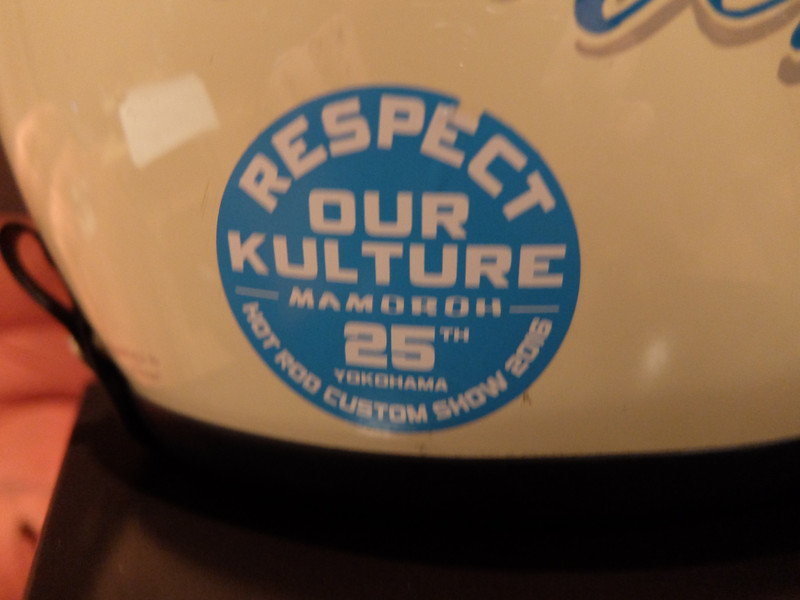 RESPECT
OUR
KULTURE
MAMOROH
25TH
YOKOHAMA
HOT ROD CUSTOM SHOW 2016